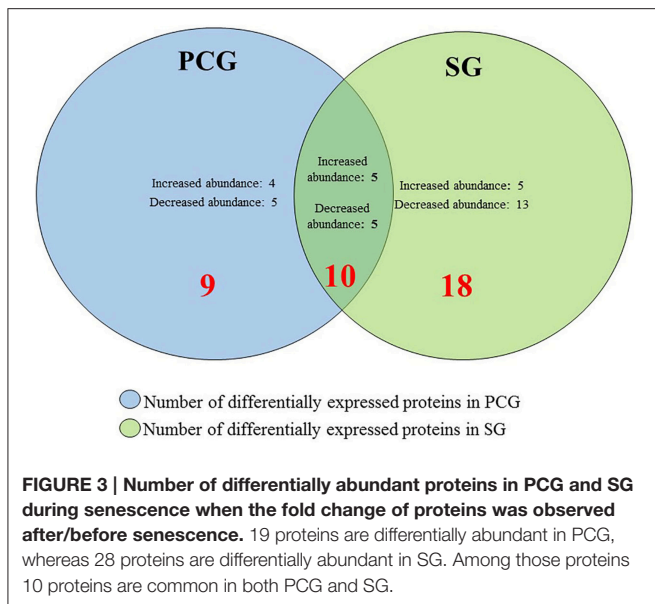 PCG
SG
Increased abundance: 4
Decreased abundance: 5
Increased
abundance: 5
Decreased
abundance: 5
Increased abundance: 5
Decreased abundance: 13
9
10
18
Number of differentially expressed proteins in PCG
Number of differentially expressed proteins in SG
FIGURE 3 | Number of differentially abundant proteins in PCG and SG
during senescence when the fold change of proteins was observed
after/before senescence. 19 proteins are differentially abundant in PCG,
whereas 28 proteins are differentially abundant in SG. Among those proteins
10 proteins are common in both PCG and SG.